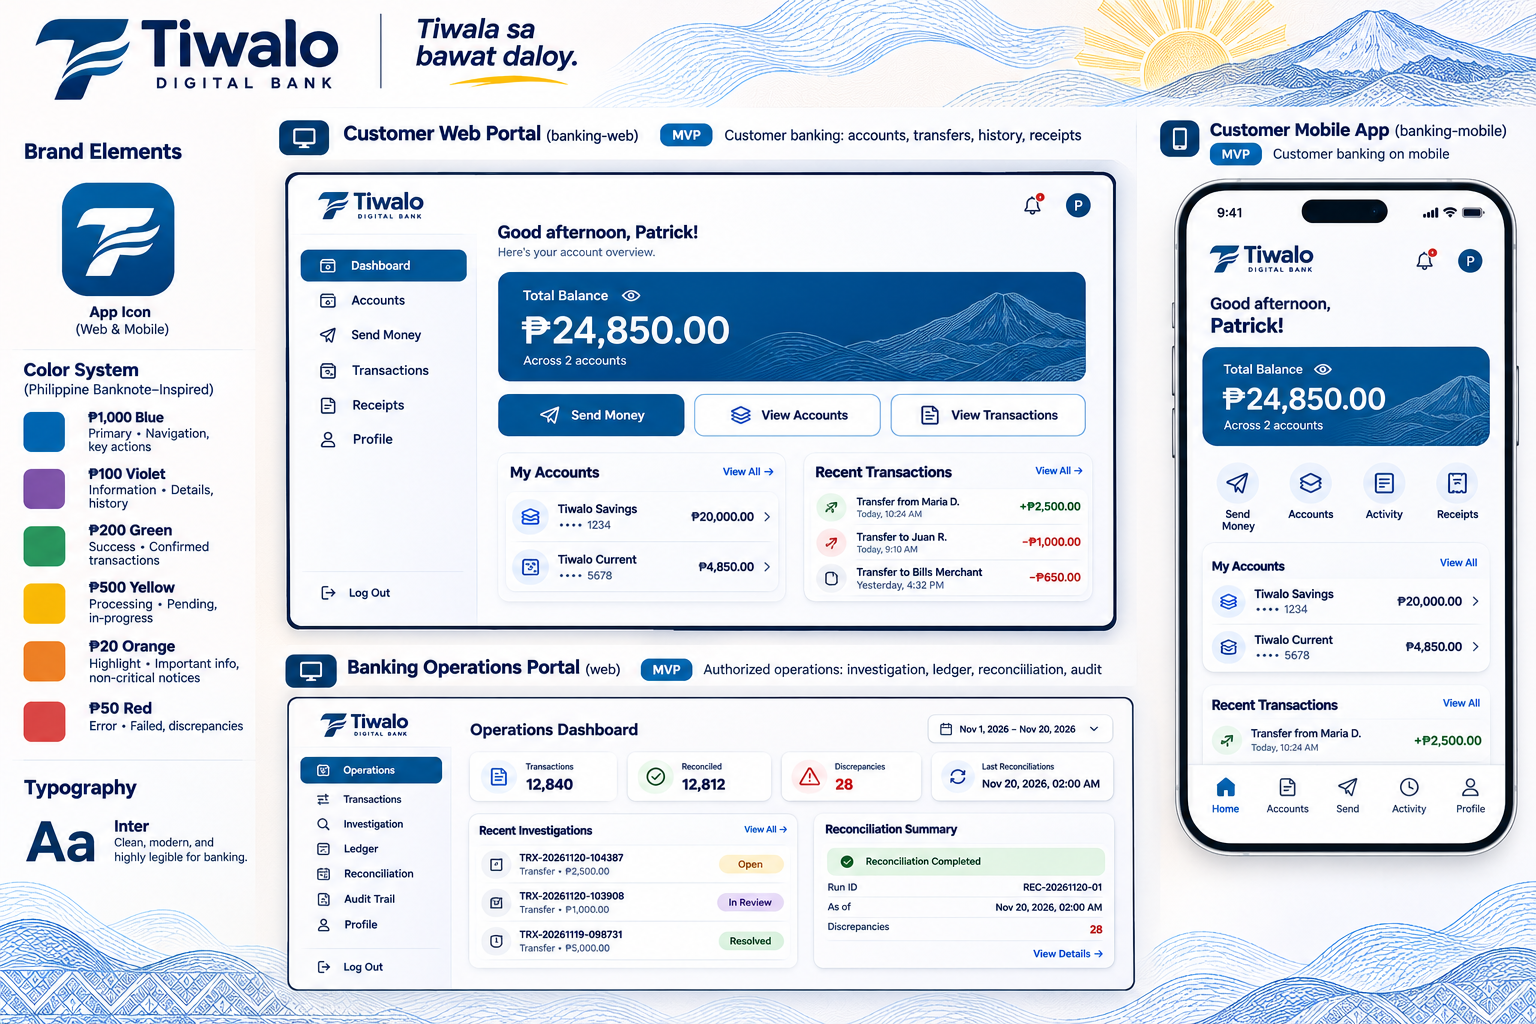 Tiwalo
DIGITAL BANK
Tiwala sa
bawat daloy.
Brand Elements
App Icon
(Web & Mobile)
Color System
(Philippine Banknote–Inspired)
₱1,000 Blue
Primary • Navigation,
key actions
₱100 Violet
Information • Details,
history
₱200 Green
Success • Confirmed
transactions
₱500 Yellow
Processing • Pending,
in-progress
₱20 Orange
Highlight • Important info,
non-critical notices
₱50 Red
Error • Failed, discrepancies
Typography
Aa
Inter
Clean, modern, and
highly legible for banking.
Customer Web Portal (banking-web)
MVP
Customer banking: accounts, transfers, history, receipts
Tiwalo
DIGITAL BANK
P
Dashboard
Accounts
Send Money
Transactions
Receipts
Profile
Log Out
Good afternoon, Patrick!
Here's your account overview.
Total Balance
₱24,850.00
Across 2 accounts
Send Money
View Accounts
View Transactions
My Accounts
View All →
Tiwalo Savings
•••• 1234
₱20,000.00
Tiwalo Current
•••• 5678
₱4,850.00
Recent Transactions
View All →
Transfer from Maria D.
Today, 10:24 AM
+₱2,500.00
Transfer to Juan R.
Today, 9:10 AM
−₱1,000.00
Transfer to Bills Merchant
Yesterday, 4:32 PM
−₱650.00
Banking Operations Portal (web)
MVP
Authorized operations: investigation, ledger, reconciiliation, audit
Tiwalo
DIGITAL BANK
Operations
Transactions
Investigation
Ledger
Reconciliation
Audit Trail
Profile
Log Out
Operations Dashboard
Nov 1, 2026 – Nov 20, 2026
Transactions
12,840
Reconciled
12,812
Discrepancies
28
Last Reconciliations
Nov 20, 2026, 02:00 AM
Recent Investigations
View All →
TRX-20261120-104387
Transfer • ₱2,500.00
Open
TRX-20261120-103908
Transfer • ₱1,000.00
In Review
TRX-20261119-098731
Transfer • ₱5,000.00
Resolved
Reconciliation Summary
Reconciliation Completed
Run ID
REC-20261120-01
As of
Nov 20, 2026, 02:00 AM
Discrepancies
28
View Details →
Customer Mobile App (banking-mobile)
MVP
Customer banking on mobile
9:41
Tiwalo
DIGITAL BANK
P
Good afternoon,
Patrick!
Total Balance
₱24,850.00
Across 2 accounts
Send
Money
Accounts
Activity
Receipts
My Accounts
View All
Tiwalo Savings
•••• 1234
₱20,000.00
Tiwalo Current
•••• 5678
₱4,850.00
Recent Transactions
View All
Transfer from Maria D.
Today, 10:24 AM
+₱2,500.00
Home
Accounts
Send
Activity
Profile